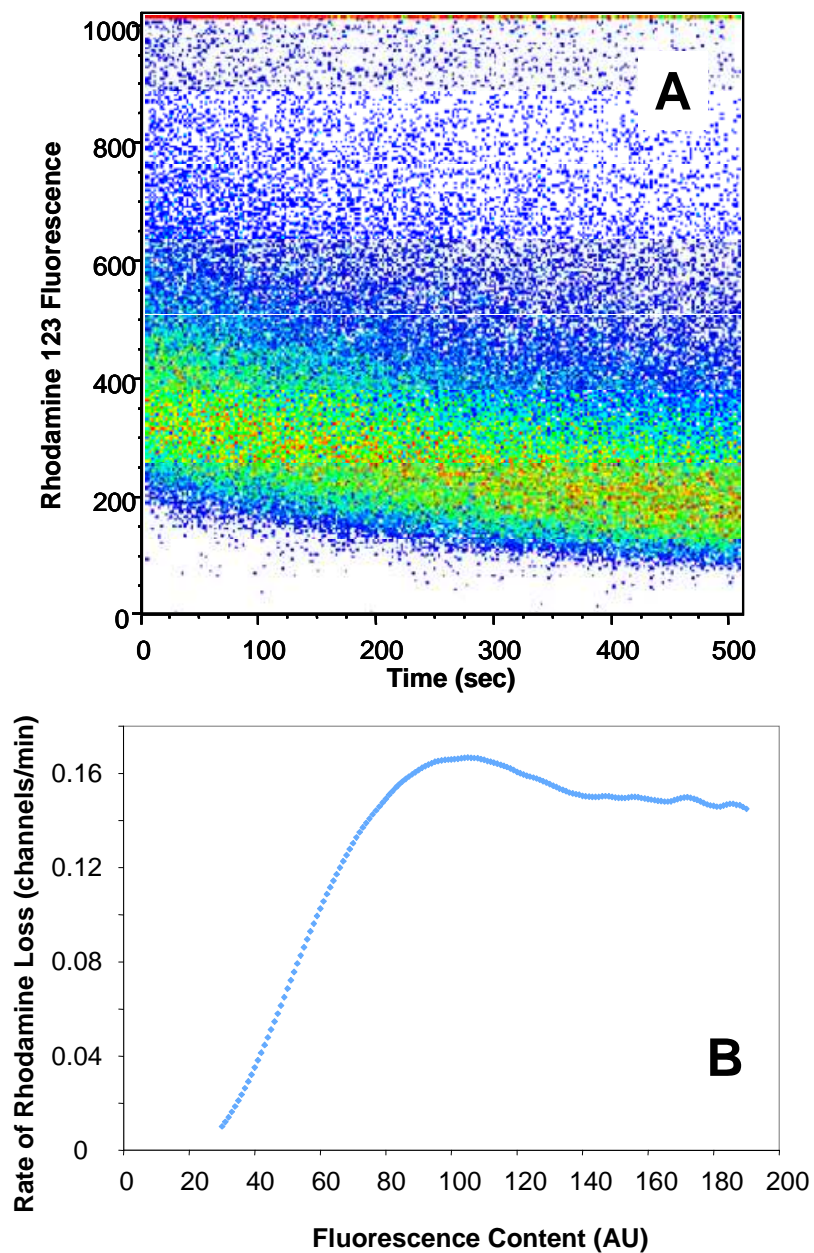 A
Rhodamine 123 Fluorescence
1000
800
600
400
200
0
0 100 200 300 400 500
Time (sec)
B
Rate of Rhodamine Loss (channels/min)
0.16
0.12
0.08
0.04
0
0 20 40 60 80 100 120 140 160 180 200
Fluorescence Content (AU)